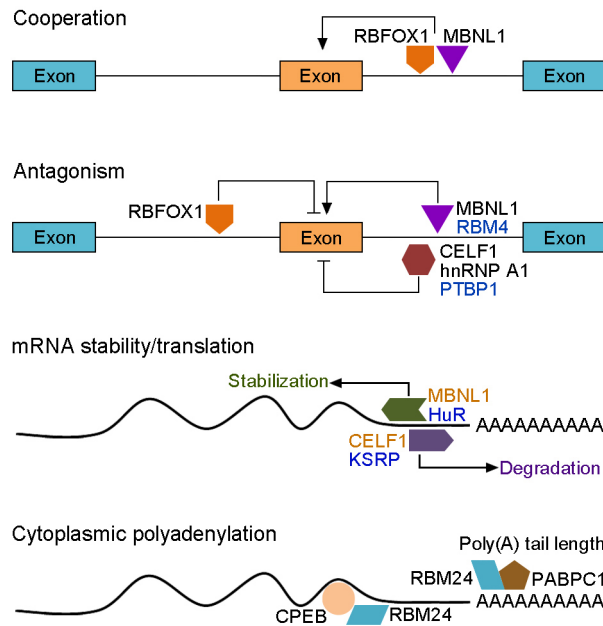 Cooperation
RBFOX1 MBNL1
Exon Exon Exon
Antagonism
RBFOX1 MBNL1
RBM4
Exon Exon Exon
CELF1
hnRNP A1
PTBP1
mRNA stability/translation
Stabilization MBNL1
HuR
CELF1 AAAAAAAAAA
KSRP
Degradation
Cytoplasmic polyadenylation
Poly(A) tail length
RBM24 PABPC1
CPEB RBM24 AAAAAAAAAA